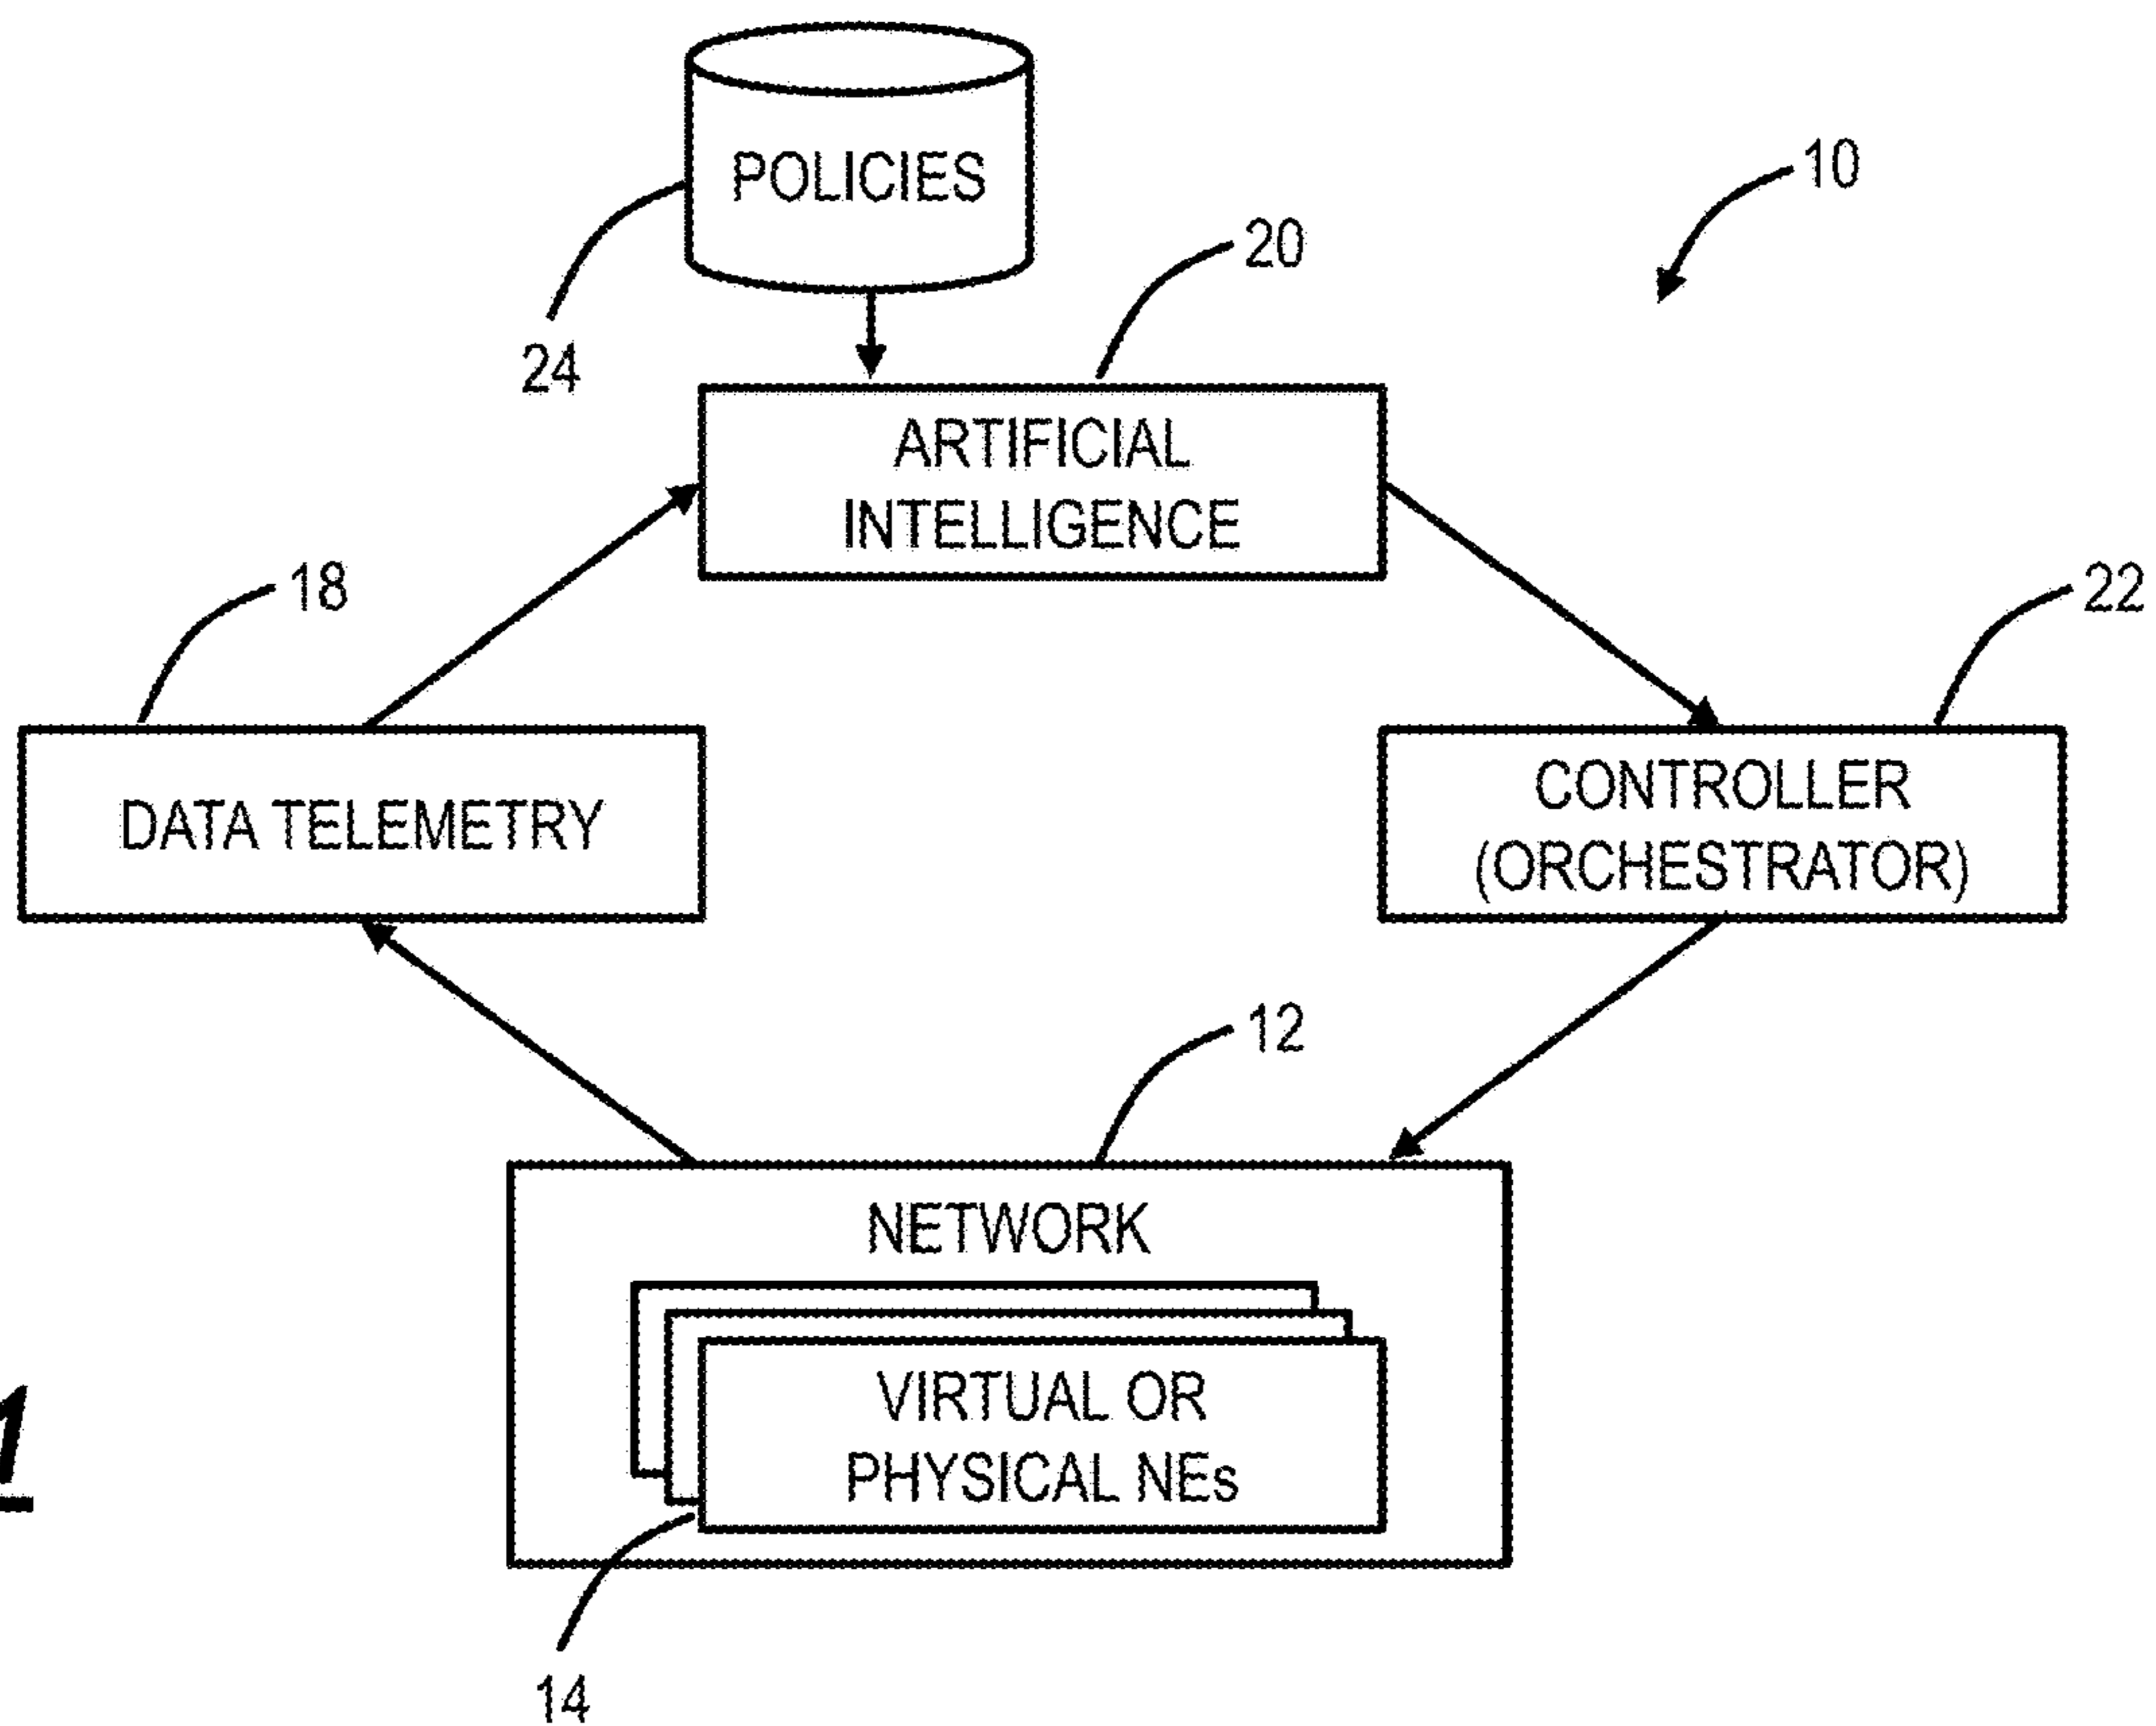 POLICIES
10
20
24
ARTIFICIAL
INTELLIGENCE
18
22
DATA TELEMETRY
CONTROLLER
(ORCHESTRATOR)
12
NETWORK
VIRTUAL OR
PHYSICAL NEs
1
14